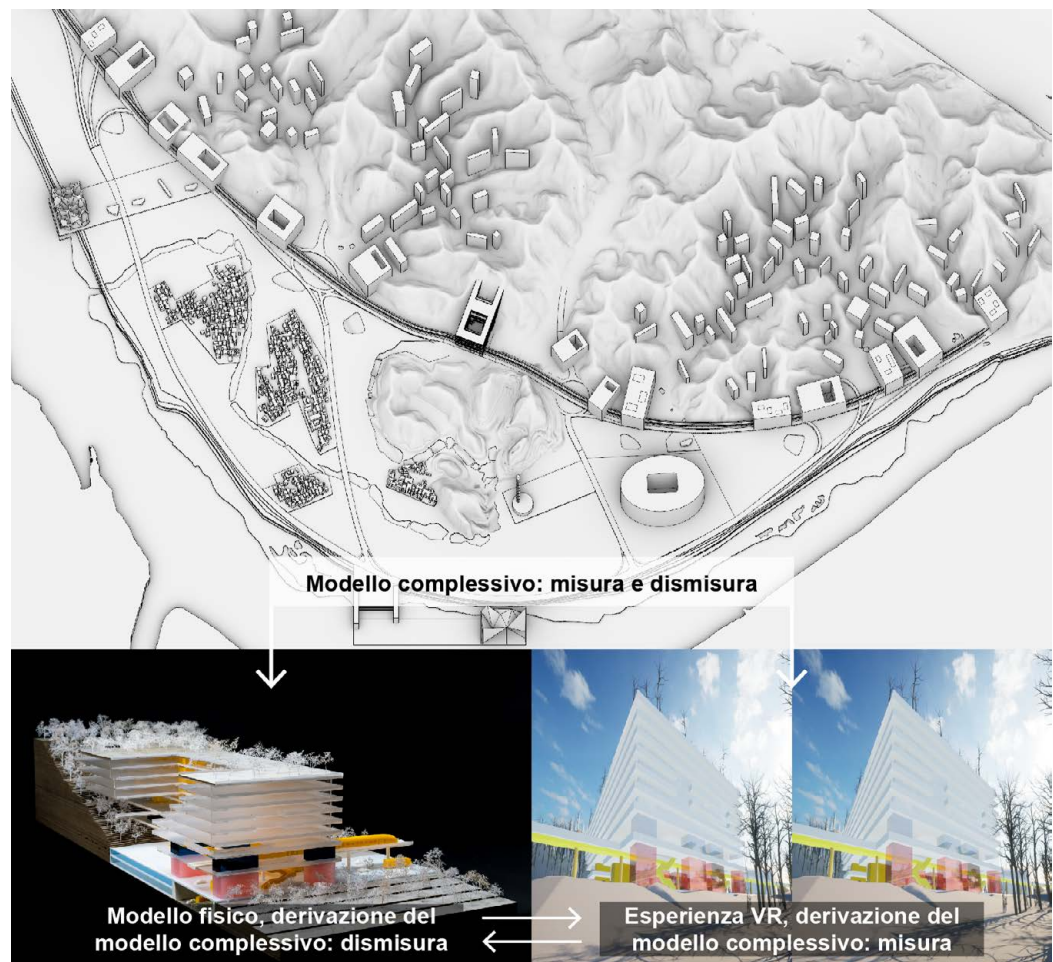 Modello complessivo: misura e dismisura
Modello fisico, derivazione del
modello complessivo: dismisura
Esperienza VR, derivazione del
modello complessivo: misura